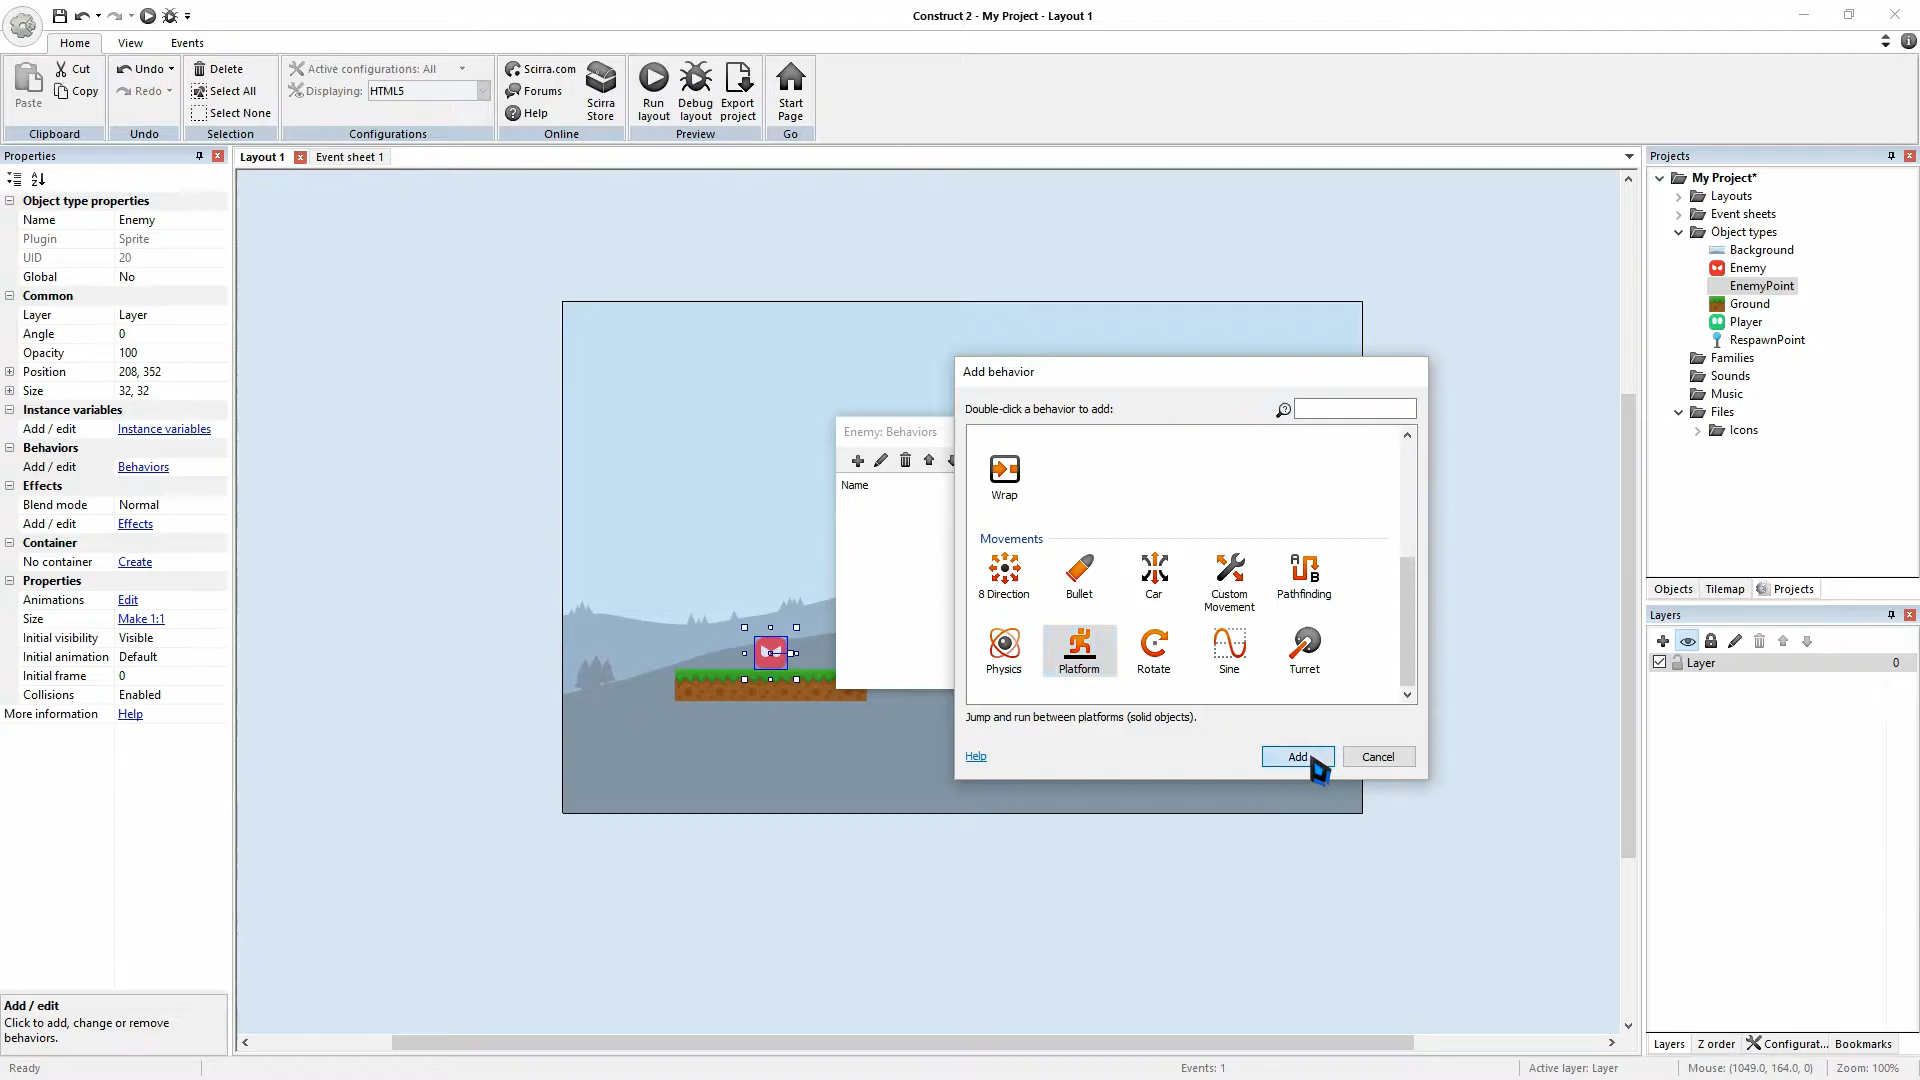 Construct 2 - My Project - Layout 1
Home View Events
Paste
Cut
Copy
Clipboard
Undo
Redo
Undo
Delete
Select All
Select None
Selection
Active configurations: All
Displaying: HTML5
Configurations
Scirra.com
Forums
Help
Scirra
Store
Online
Run
layout
Debug
layout
Export
project
Preview
Start
Page
Go
Properties
Object type properties
Name Enemy
Plugin Sprite
UID 20
Global No
Common
Layer Layer
Angle 0
Opacity 100
Position 208, 352
Size 32, 32
Instance variables
Add / edit Instance variables
Behaviors
Add / edit Behaviors
Effects
Blend mode Normal
Add / edit Effects
Container
No container Create
Properties
Animations Edit
Size Make 1:1
Initial visibility Visible
Initial animation Default
Initial frame 0
Collisions Enabled
More information Help
Add / edit
Click to add, change or remove
behaviors.
Layout 1 Event sheet 1
Enemy: Behaviors
Name
Add behavior
Double-click a behavior to add:
Wrap
Movements
8 Direction
Bullet
Car
Custom
Movement
Pathfinding
Physics
Platform
Rotate
Sine
Turret
Jump and run between platforms (solid objects).
Help
Add
Cancel
Projects
My Project*
Layouts
Event sheets
Object types
Background
Enemy
EnemyPoint
Ground
Player
RespawnPoint
Families
Sounds
Music
Files
Icons
Objects Tilemap Projects
Layers
Layer 0
Layers Z order Configurat... Bookmarks
Ready
Events: 1
Active layer: Layer
Mouse: (1049.0, 164.0, 0)
Zoom: 100%